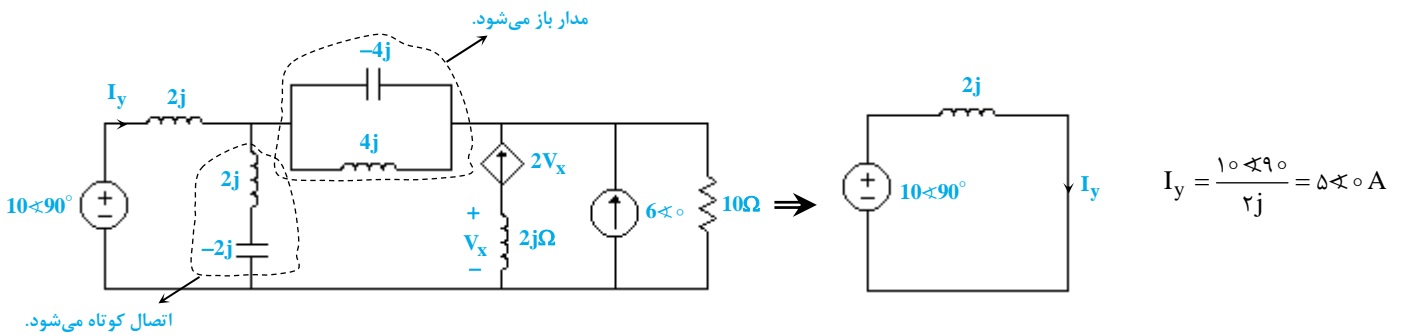 مدار باز می‌شود.
−4j
I_y
2j
4j
2j
−2j
10∢90°
+
−
2V_x
+
V_x
−
2jΩ
6∢۰
10Ω
⇒
2j
10∢90°
+
−
I_y
I_y = ۱۰∢۹۰ / ۲j = ۵∢۰ A
اتصال کوتاه می‌شود.